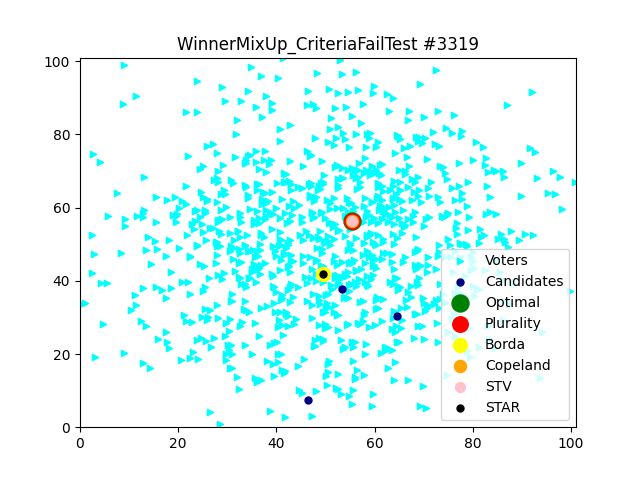 WinnerMixUp_CriteriaFailTest #3319
100
80
60
40
20
0
0
20
40
60
80
100
Voters
Candidates
Optimal
Plurality
Borda
Copeland
STV
STAR